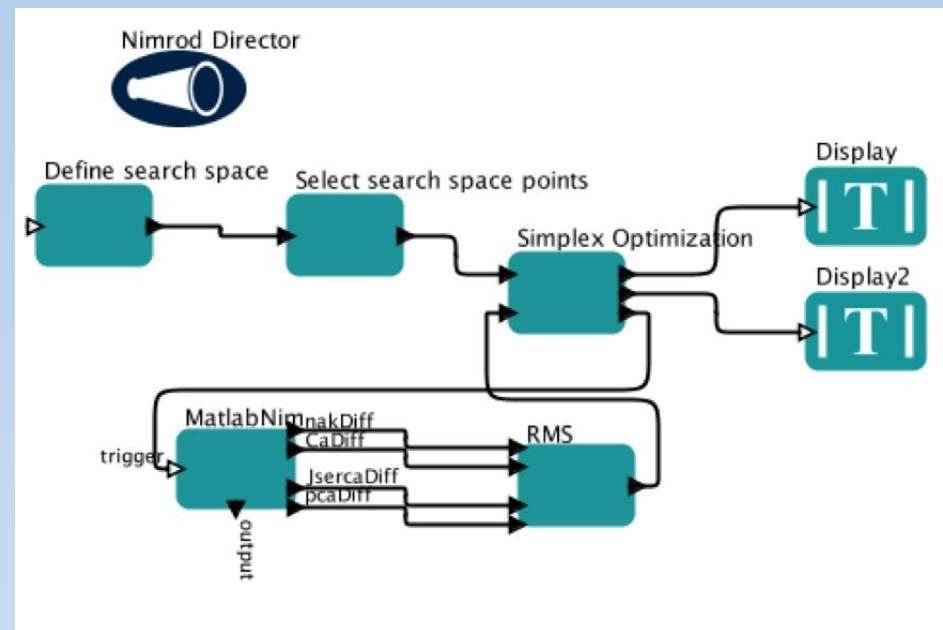 Nimrod Director
Define search space
Select search space points
Simplex Optimization
Display
T
Display2
T
MatlabNim
trigger
nakDiff
CaDiff
JsercaDiff
pcaDiff
output
RMS